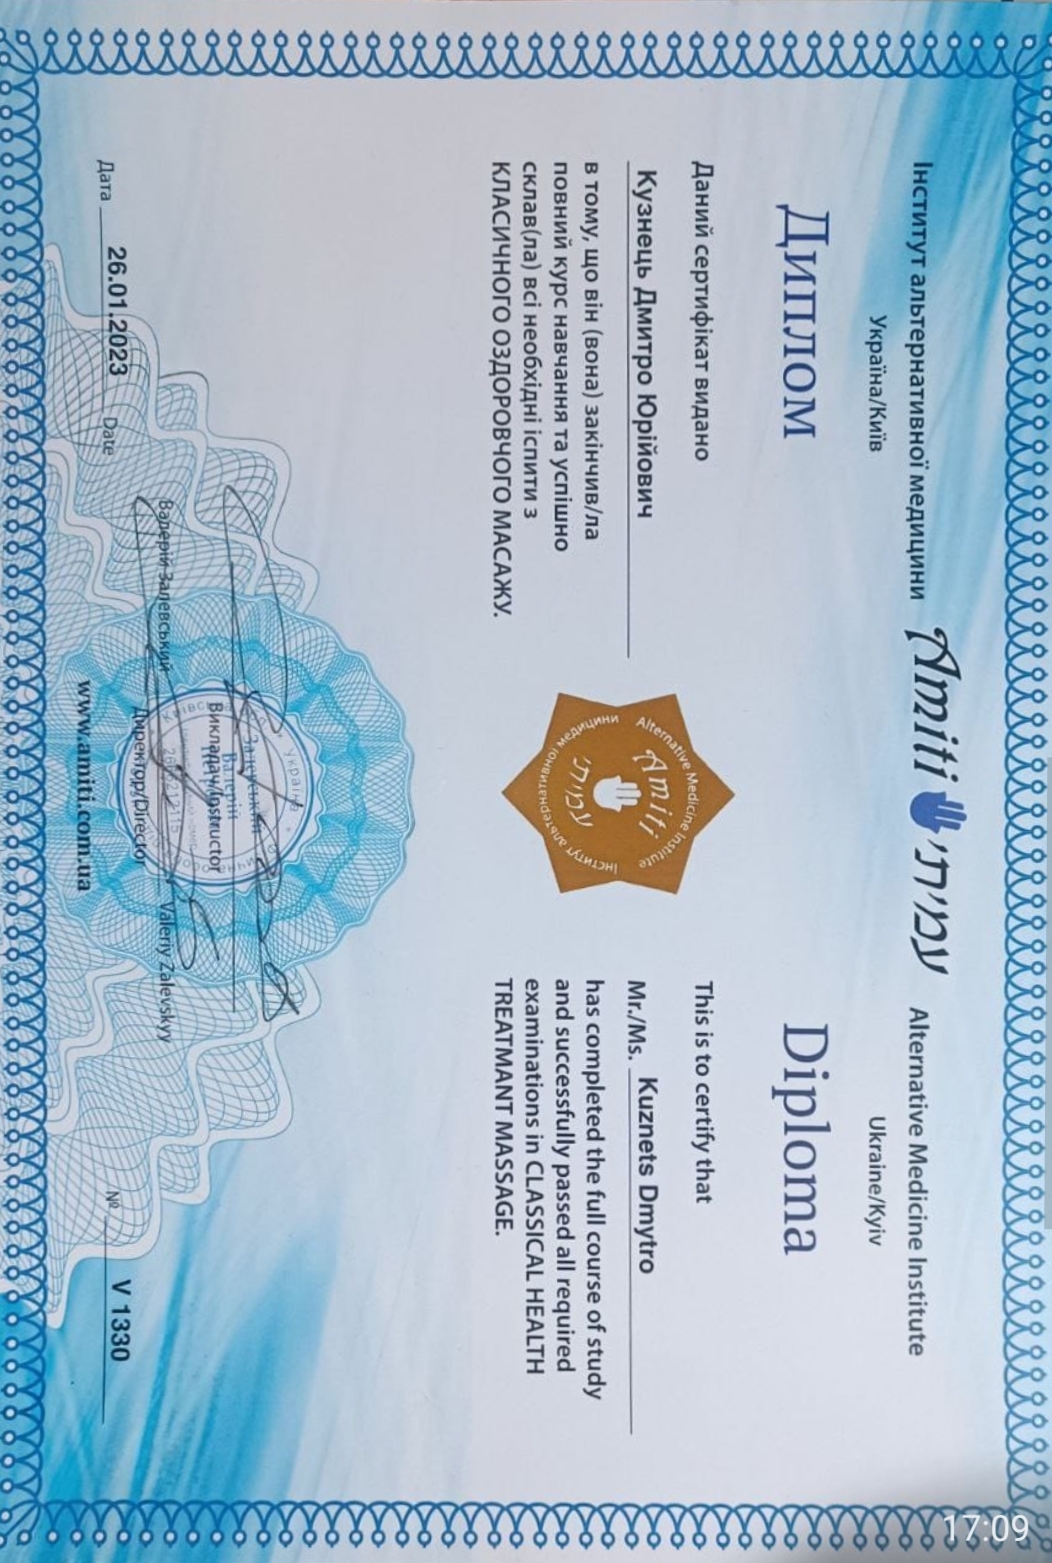 Amiti עמיתי
Інститут альтернативної медицини
Україна/Київ
Alternative Medicine Institute
Ukraine/Kyiv
17:09
Диплом
Diploma
Даний сертифікат видано
Кузнець Дмитро Юрійович
в тому, що він (вона) закінчив/ла
повний курс навчання та успішно
склав(ла) всі необхідні іспити з
КЛАСИЧНОГО ОЗДОРОВЧОГО МАСАЖУ.
Alternative Medicine Institute
Amiti
עמיתי
Інститут альтернативної медицини
This is to certify that
Mr./Ms. Kuznets Dmytro
has completed the full course of study
and successfully passed all required
examinations in CLASSICAL HEALTH
TREATMANT MASSAGE.
Україна
Залевський
Валерій
Викладач/Instructor
Валерій Залевський
Valeriy Zalevskyy
Директор/Director
Дата 26.01.2023 Date
№ V 1330
www.amiti.com.ua